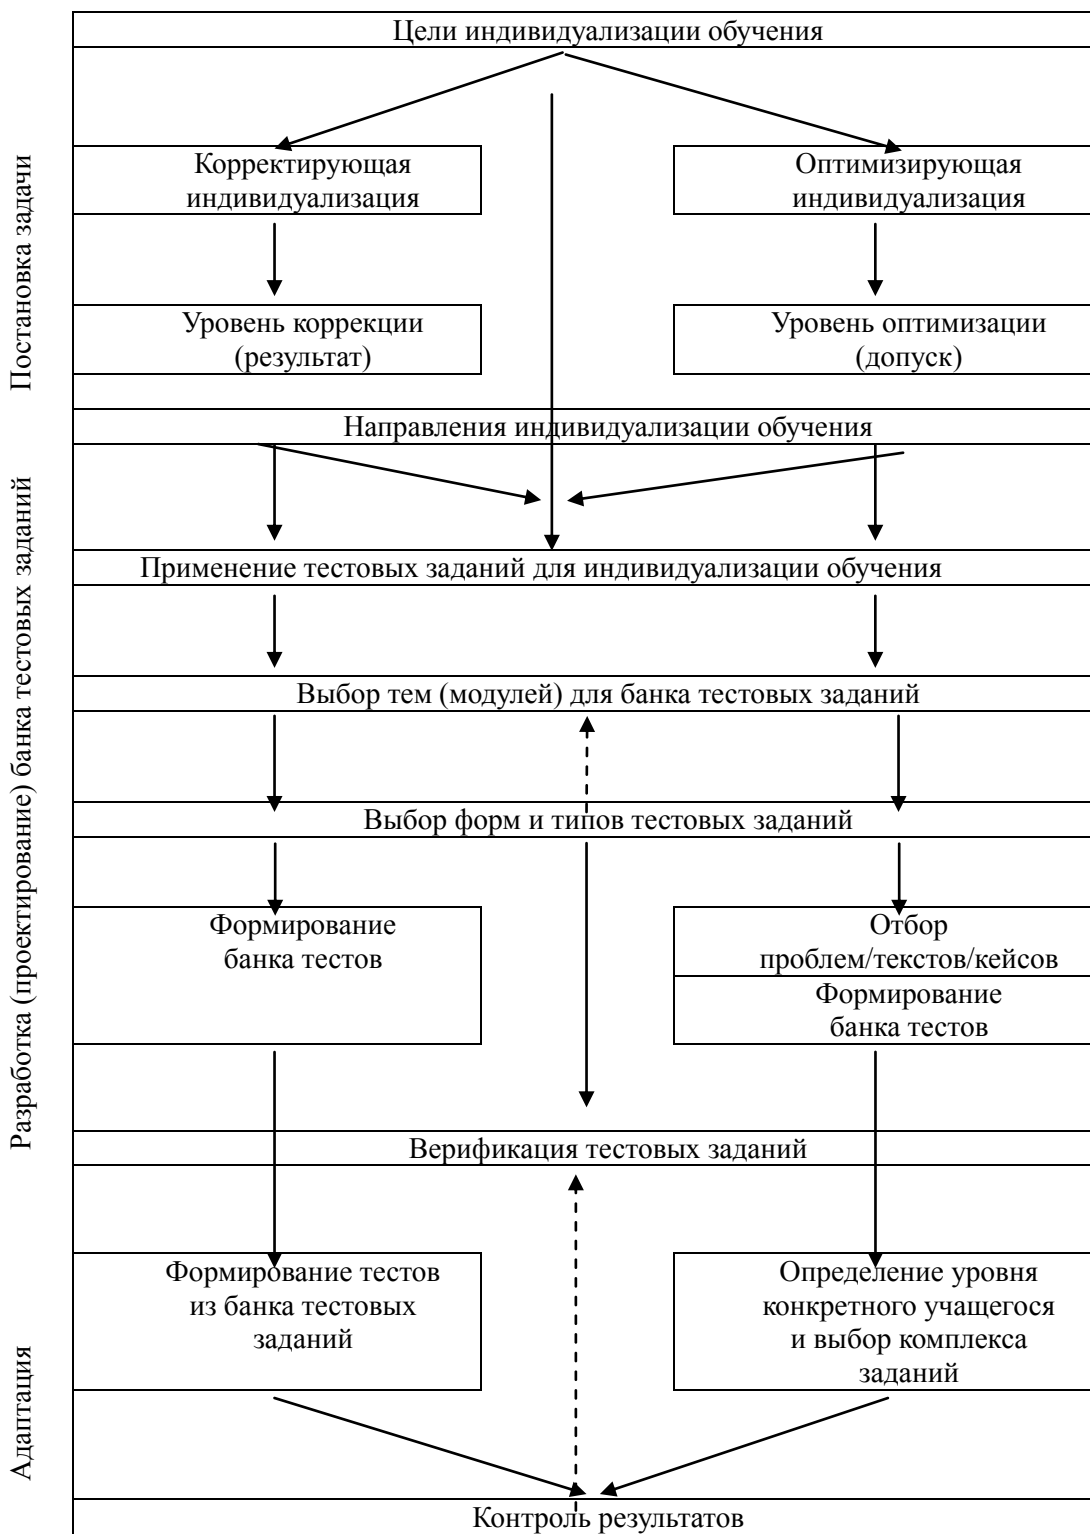 Цели индивидуализации обучения
Постановка задачи
Корректирующая
индивидуализация
Оптимизирующая
индивидуализация
Уровень коррекции
(результат)
Уровень оптимизации
(допуск)
Направления индивидуализации обучения
Разработка (проектирование) банка тестовых заданий
Применение тестовых заданий для индивидуализации обучения
Выбор тем (модулей) для банка тестовых заданий
Выбор форм и типов тестовых заданий
Формирование
банка тестов
Отбор
проблем/текстов/кейсов
Формирование
банка тестов
Верификация тестовых заданий
Адаптация
Формирование тестов
из банка тестовых
заданий
Определение уровня
конкретного учащегося
и выбор комплекса
заданий
Контроль результатов